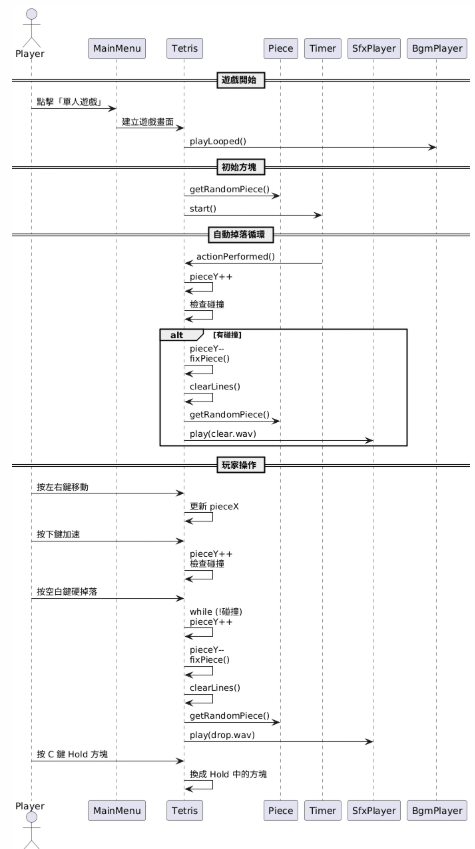 Player
MainMenu
Tetris
Piece
Timer
SfxPlayer
BgmPlayer
遊戲開始
點擊「單人遊戲」
建立遊戲畫面
playLooped()
初始方塊
getRandomPiece()
start()
自動掉落循環
actionPerformed()
pieceY++
檢查碰撞
alt
[有碰撞]
pieceY--
fixPiece()
clearLines()
getRandomPiece()
play(clear.wav)
玩家操作
按左右鍵移動
更新 pieceX
按下鍵加速
pieceY++
檢查碰撞
按空白鍵硬掉落
while (!碰撞)
pieceY++
pieceY--
fixPiece()
clearLines()
getRandomPiece()
play(drop.wav)
按 C 鍵 Hold 方塊
換成 Hold 中的方塊
Player
MainMenu
Tetris
Piece
Timer
SfxPlayer
BgmPlayer